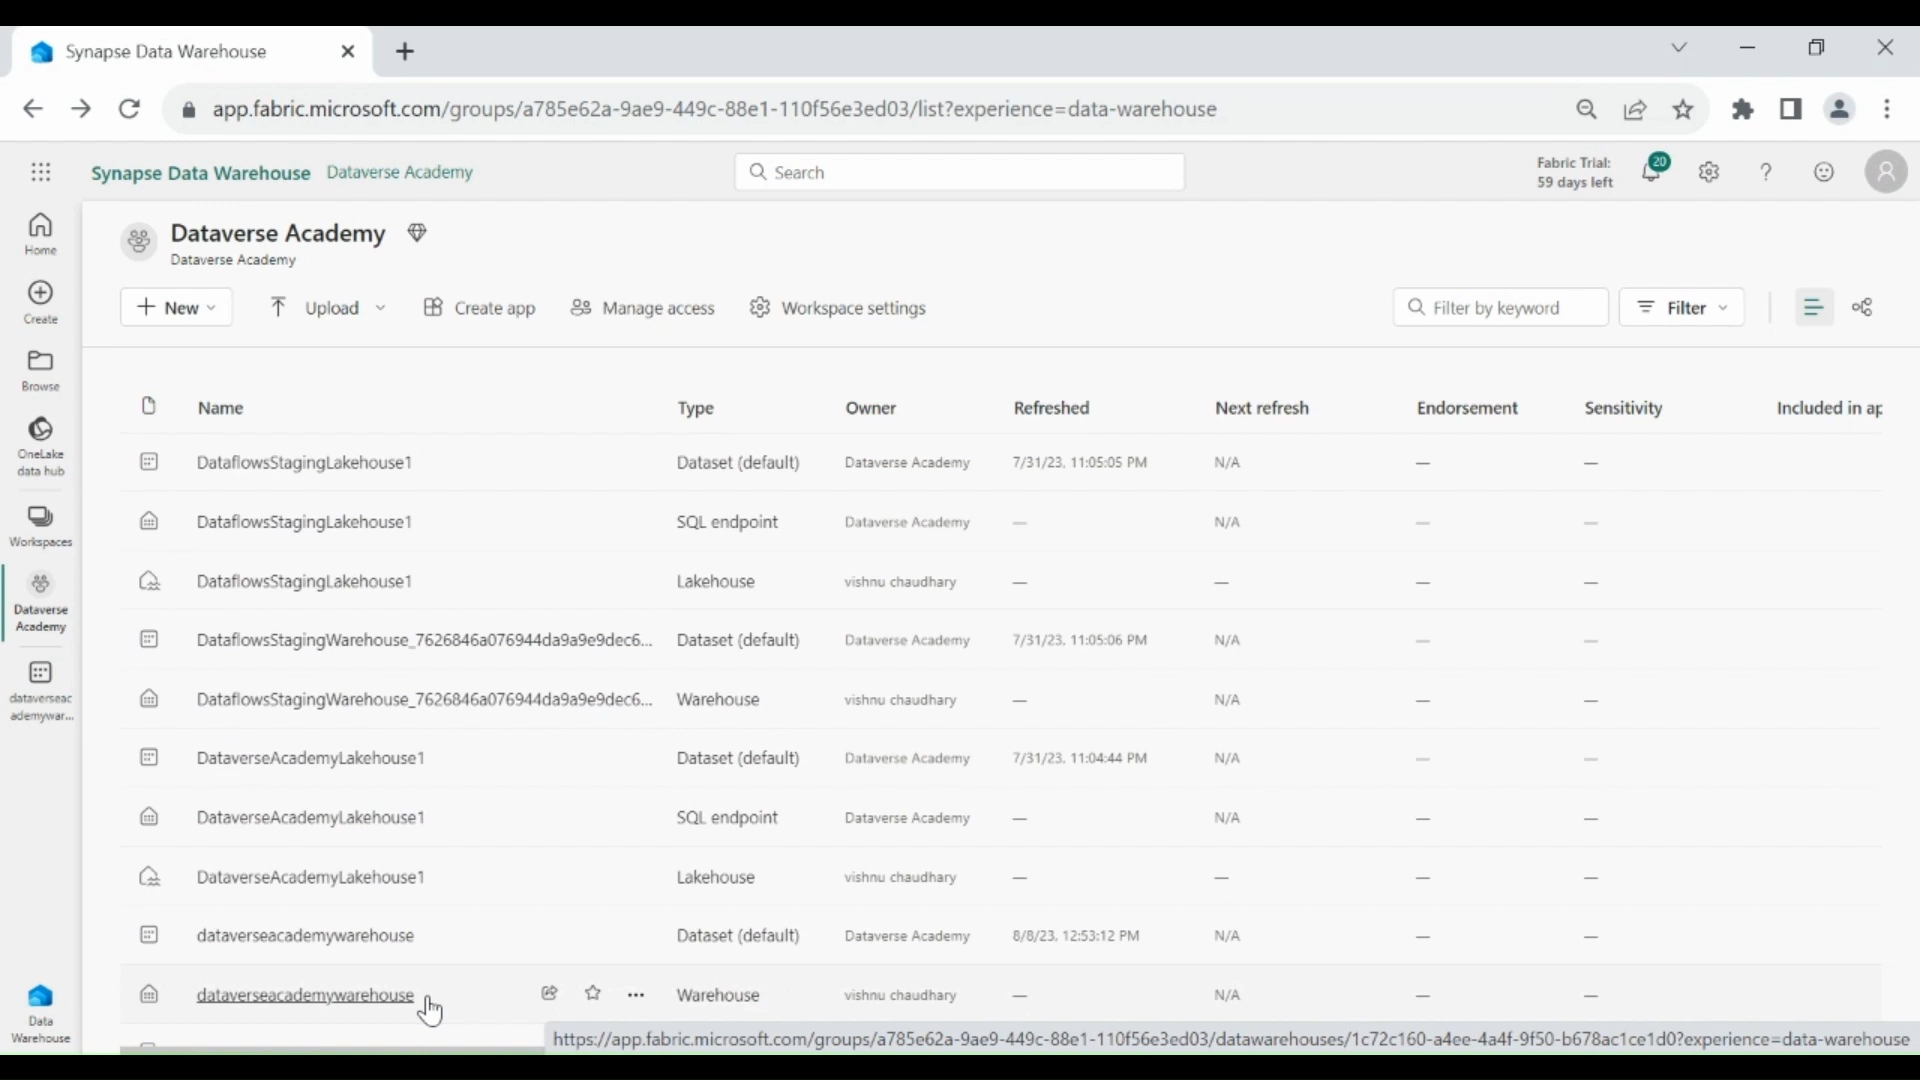 Synapse Data Warehouse
app.fabric.microsoft.com/groups/a785e62a-9ae9-449c-88e1-110f56e3ed03/list?experience=data-warehouse
Synapse Data Warehouse Dataverse Academy
Search
Fabric Trial:
59 days left
20
Home
Create
Browse
OneLake
data hub
Workspaces
Dataverse
Academy
dataverseac
ademywar...
Data
Warehouse
Dataverse Academy
Dataverse Academy
New Upload Create app Manage access Workspace settings Filter by keyword Filter
Name Type Owner Refreshed Next refresh Endorsement Sensitivity Included in ap
DataflowsStagingLakehouse1 Dataset (default) Dataverse Academy 7/31/23, 11:05:05 PM N/A — —
DataflowsStagingLakehouse1 SQL endpoint Dataverse Academy — N/A — —
DataflowsStagingLakehouse1 Lakehouse vishnu chaudhary — — — —
DataflowsStagingWarehouse_7626846a076944da9a9e9dec6... Dataset (default) Dataverse Academy 7/31/23, 11:05:06 PM N/A — —
DataflowsStagingWarehouse_7626846a076944da9a9e9dec6... Warehouse vishnu chaudhary — N/A — —
DataverseAcademyLakehouse1 Dataset (default) Dataverse Academy 7/31/23, 11:04:44 PM N/A — —
DataverseAcademyLakehouse1 SQL endpoint Dataverse Academy — N/A — —
DataverseAcademyLakehouse1 Lakehouse vishnu chaudhary — — — —
dataverseacademywarehouse Dataset (default) Dataverse Academy 8/8/23, 12:53:12 PM N/A — —
dataverseacademywarehouse ... Warehouse vishnu chaudhary — N/A — —
https://app.fabric.microsoft.com/groups/a785e62a-9ae9-449c-88e1-110f56e3ed03/datawarehouses/1c72c160-a4ee-4a4f-9f50-b678ac1ce1d0?experience=data-warehouse